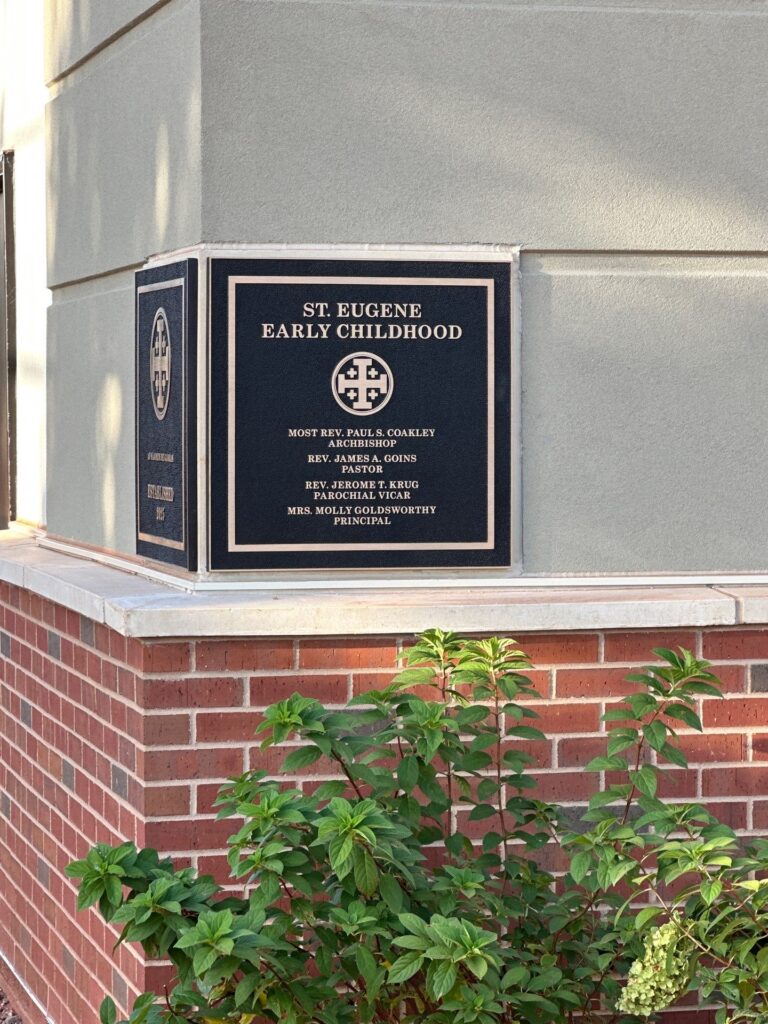 ST. EUGENE
EARLY CHILDHOOD
MOST REV. PAUL S. COAKLEY
ARCHBISHOP
REV. JAMES A. GOINS
PASTOR
REV. JEROME T. KRUG
PAROCHIAL VICAR
MRS. MOLLY GOLDSWORTHY
PRINCIPAL
ESTABLISHED